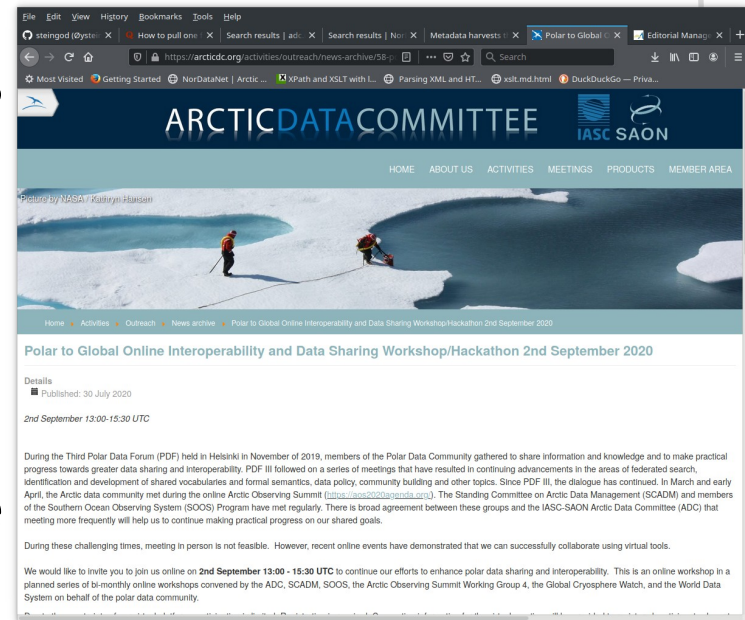 File Edit View History Bookmarks Tools Help
steingod (Øystei
How to pull one f
Search results | adc.
Search results | Nor
Metadata harvests t
Polar to Global O
Editorial Manage
https://arcticdc.org/activities/outreach/news-archive/58-p
Search
Most Visited Getting Started NorDataNet | Arctic ... XPath and XSLT with l... Parsing XML and HT... xslt.md.html DuckDuckGo — Priva...
ARCTICDATACOMMITTEE
IASC SAON
HOME ABOUT US ACTIVITIES MEETINGS PRODUCTS MEMBER AREA
Picture by NASA / Kathryn Hansen
Home Activities Outreach News archive Polar to Global Online Interoperability and Data Sharing Workshop/Hackathon 2nd September 2020
Polar to Global Online Interoperability and Data Sharing Workshop/Hackathon 2nd September 2020
Details
Published: 30 July 2020
2nd September 13:00-15:30 UTC
During the Third Polar Data Forum (PDF) held in Helsinki in November of 2019, members of the Polar Data Community gathered to share information and knowledge and to make practical
progress towards greater data sharing and interoperability. PDF III followed on a series of meetings that have resulted in continuing advancements in the areas of federated search,
identification and development of shared vocabularies and formal semantics, data policy, community building and other topics. Since PDF III, the dialogue has continued. In March and early
April, the Arctic data community met during the online Arctic Observing Summit (https://aos2020agenda.org/). The Standing Committee on Arctic Data Management (SCADM) and members
of the Southern Ocean Observing System (SOOS) Program have met regularly. There is broad agreement between these groups and the IASC-SAON Arctic Data Committee (ADC) that
meeting more frequently will help us to continue making practical progress on our shared goals.
During these challenging times, meeting in person is not feasible. However, recent online events have demonstrated that we can successfully collaborate using virtual tools.
We would like to invite you to join us online on 2nd September 13:00 - 15:30 UTC to continue our efforts to enhance polar data sharing and interoperability. This is an online workshop in a
planned series of bi-monthly online workshops convened by the ADC, SCADM, SOOS, the Arctic Observing Summit Working Group 4, the Global Cryosphere Watch, and the World Data
System on behalf of the polar data community.